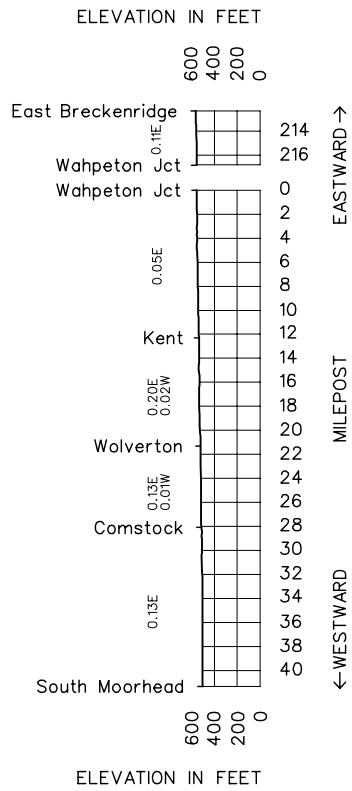 ELEVATION IN FEET
600 400 200 0
East Breckenridge
0.11E
214
216
Wahpeton Jct
Wahpeton Jct
0
2
4
0.05E
6
8
10
Kent
12
14
0.20E
0.02W
16
18
20
Wolverton
22
24
0.13E
0.01W
26
Comstock
28
30
32
34
0.13E
36
38
40
South Moorhead
EASTWARD →
MILEPOST
← WESTWARD
600 400 200 0
ELEVATION IN FEET